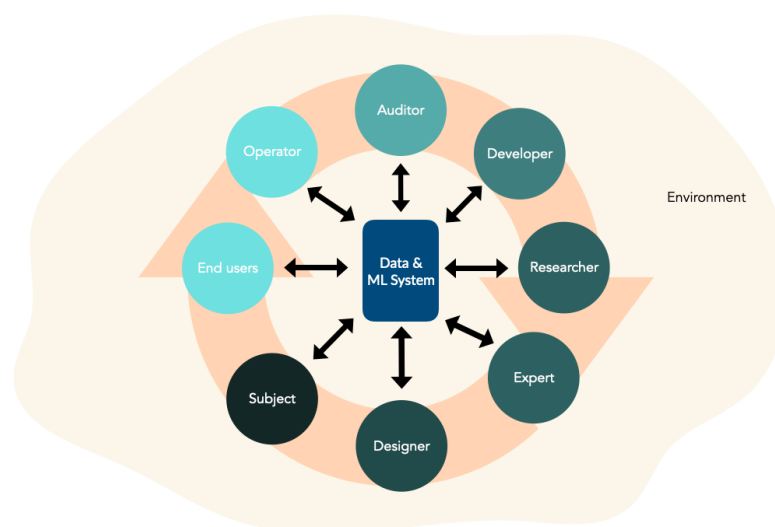 Auditor
Operator
Developer
Environment
Data &
ML System
End users
Researcher
Expert
Subject
Designer